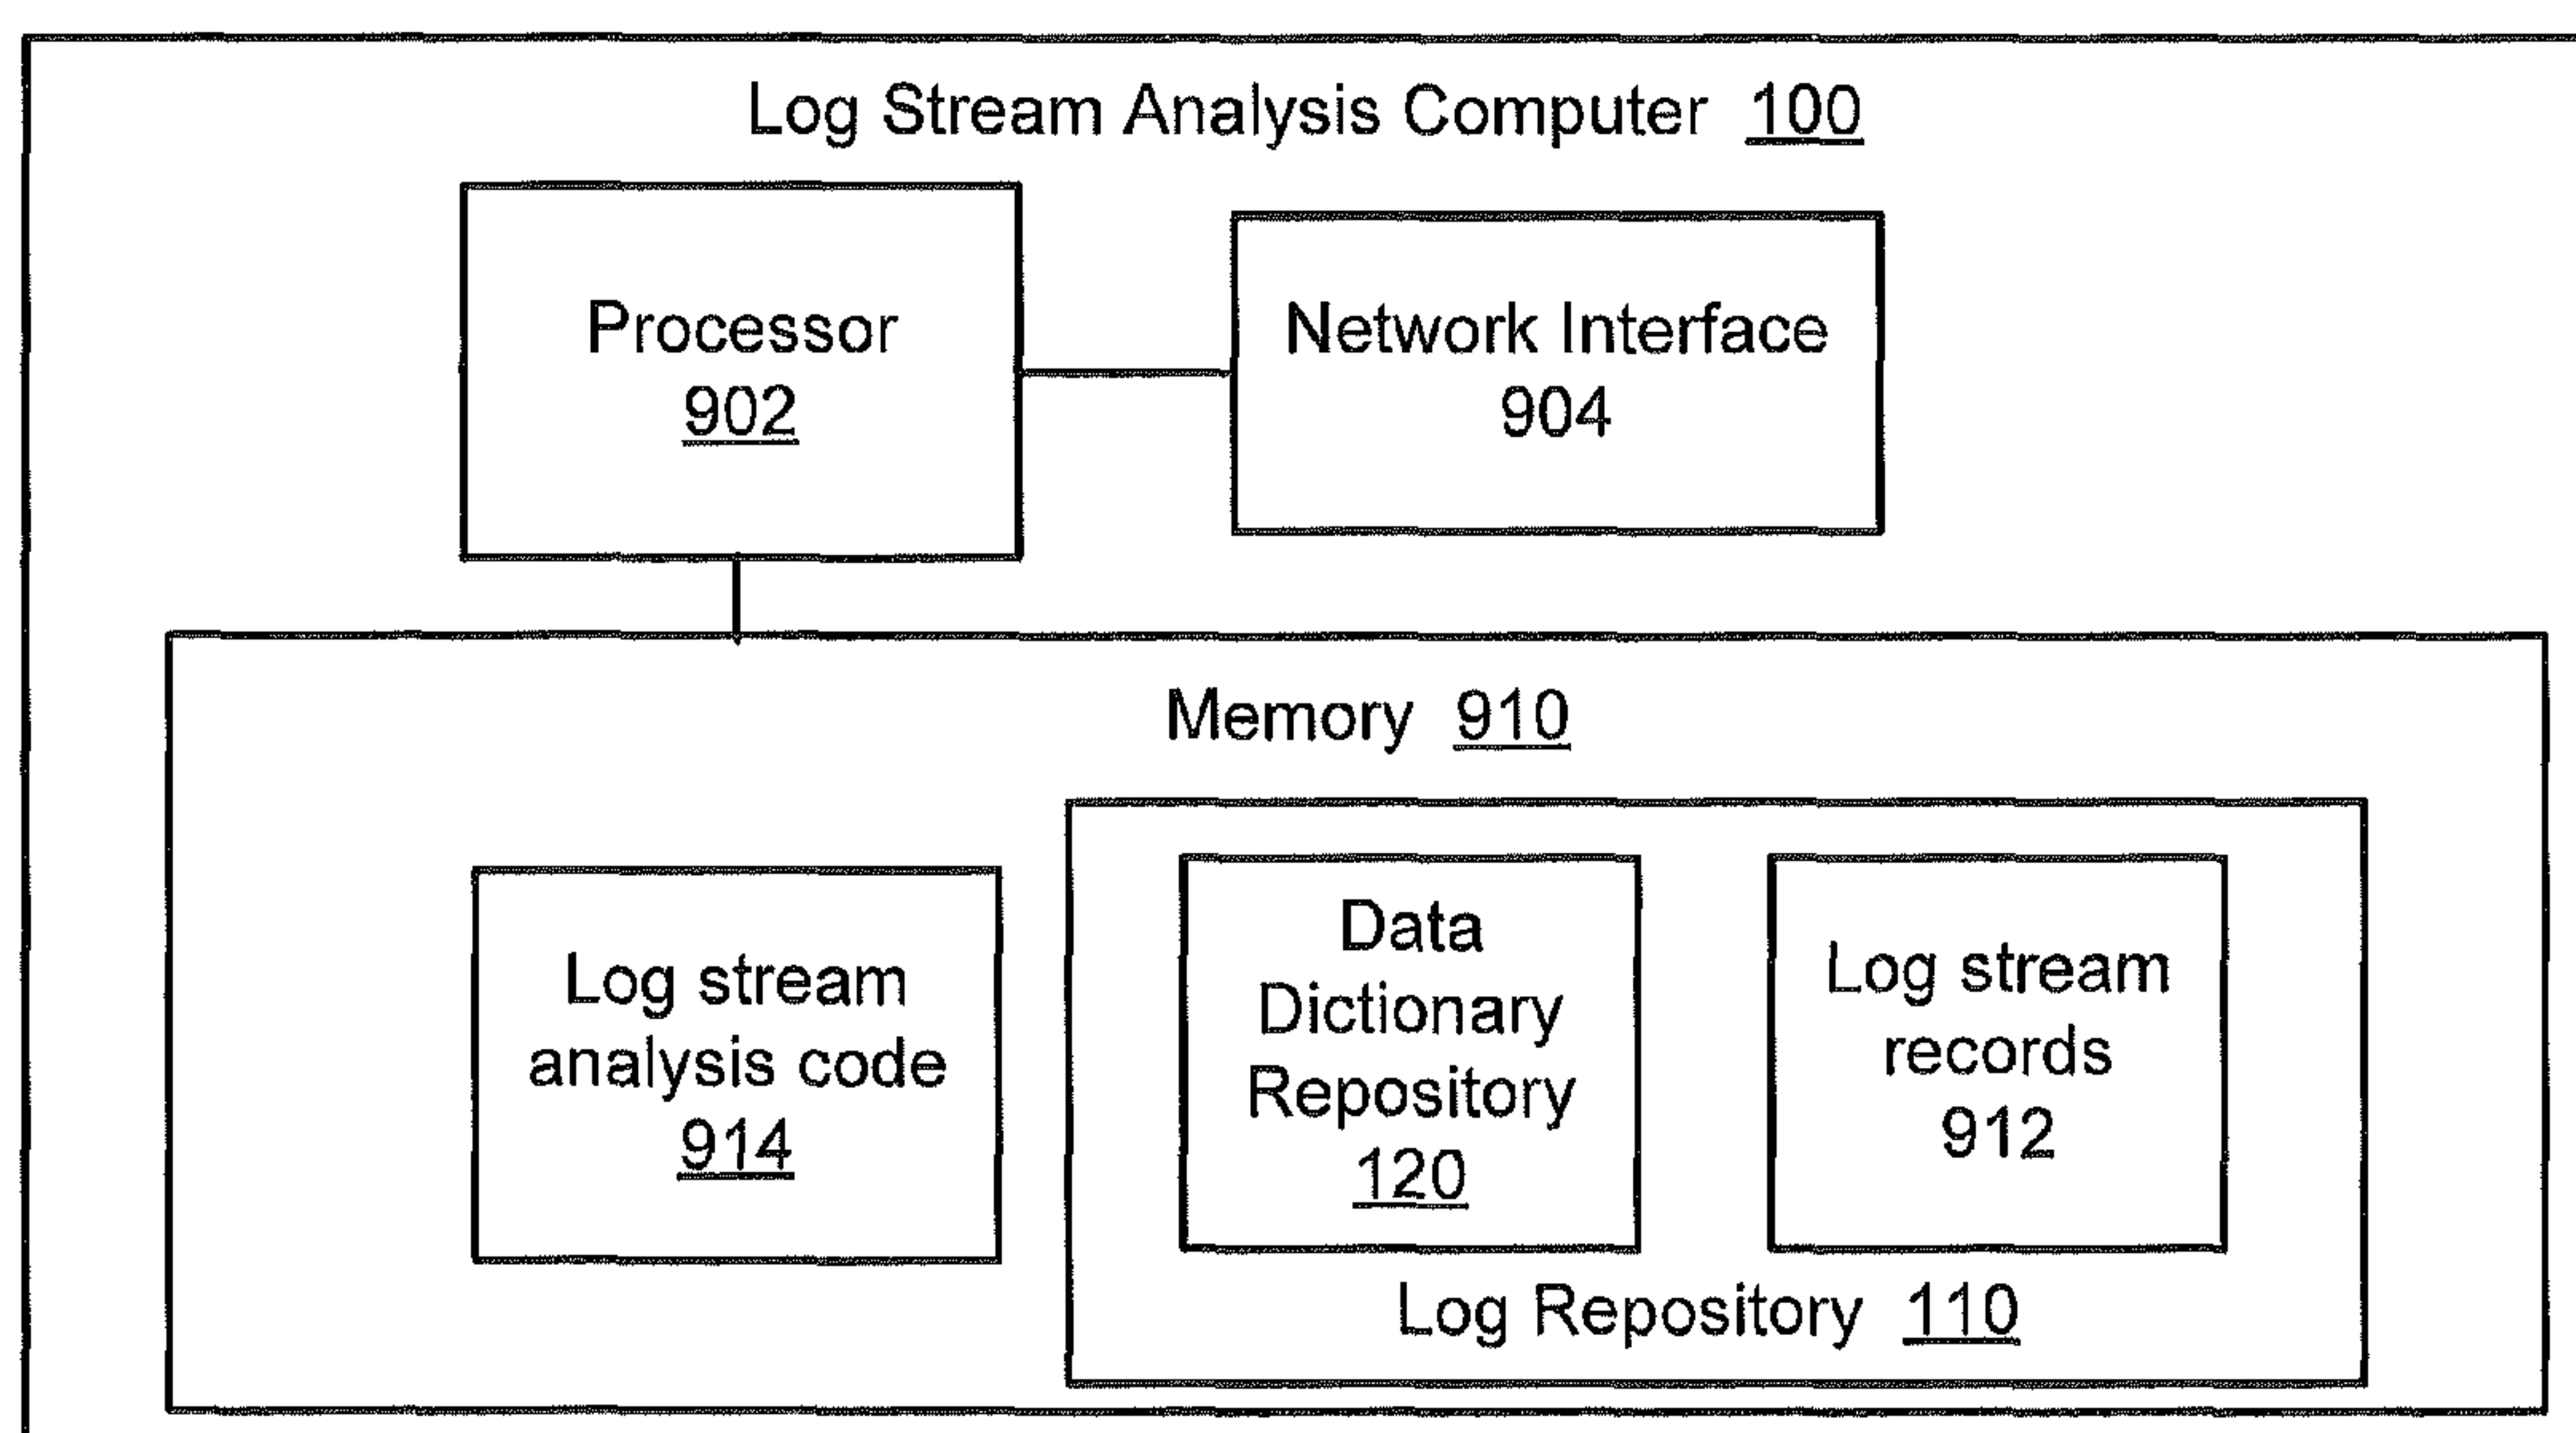 Log Stream Analysis Computer 100
Processor
902
Network Interface
904
Memory 910
Log stream
analysis code
914
Data
Dictionary
Repository
120
Log stream
records
912
Log Repository 110